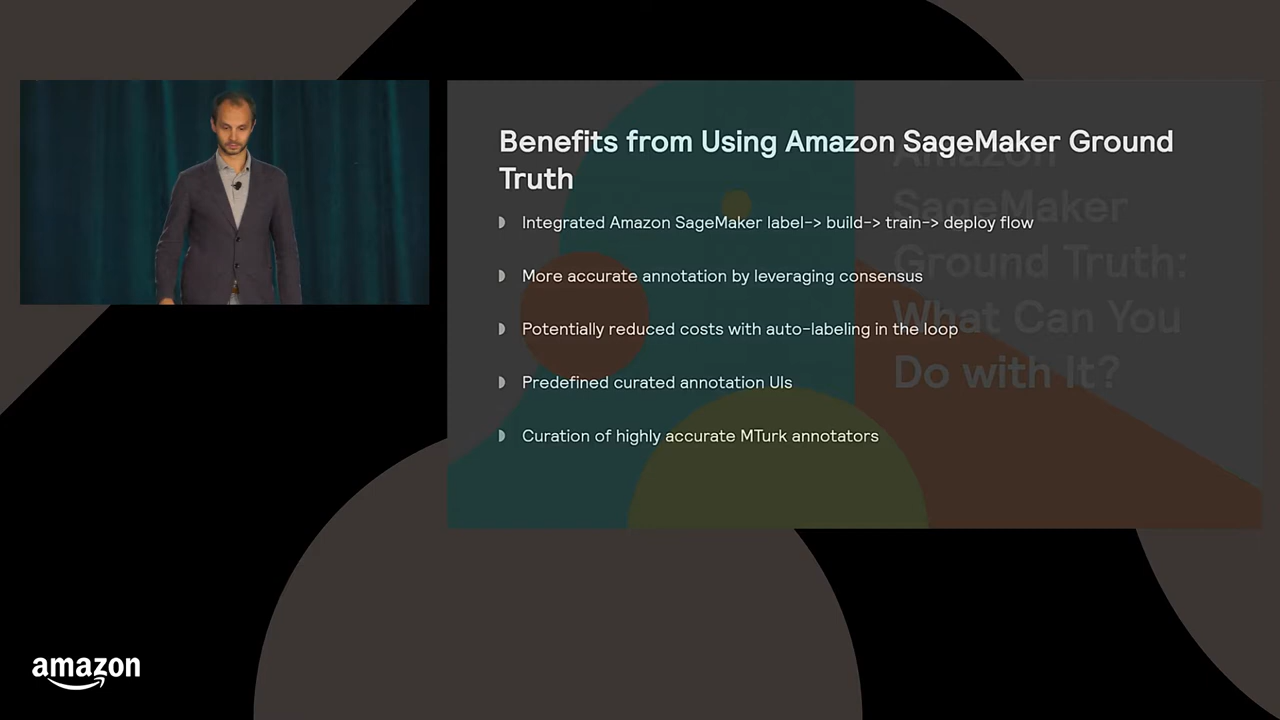 Benefits from Using Amazon SageMaker Ground
Truth
Integrated Amazon SageMaker label-> build-> train-> deploy flow
More accurate annotation by leveraging consensus
Potentially reduced costs with auto-labeling in the loop
Predefined curated annotation UIs
Curation of highly accurate MTurk annotators
Amazon
SageMaker
Ground Truth:
What Can You
Do with It?
amazon